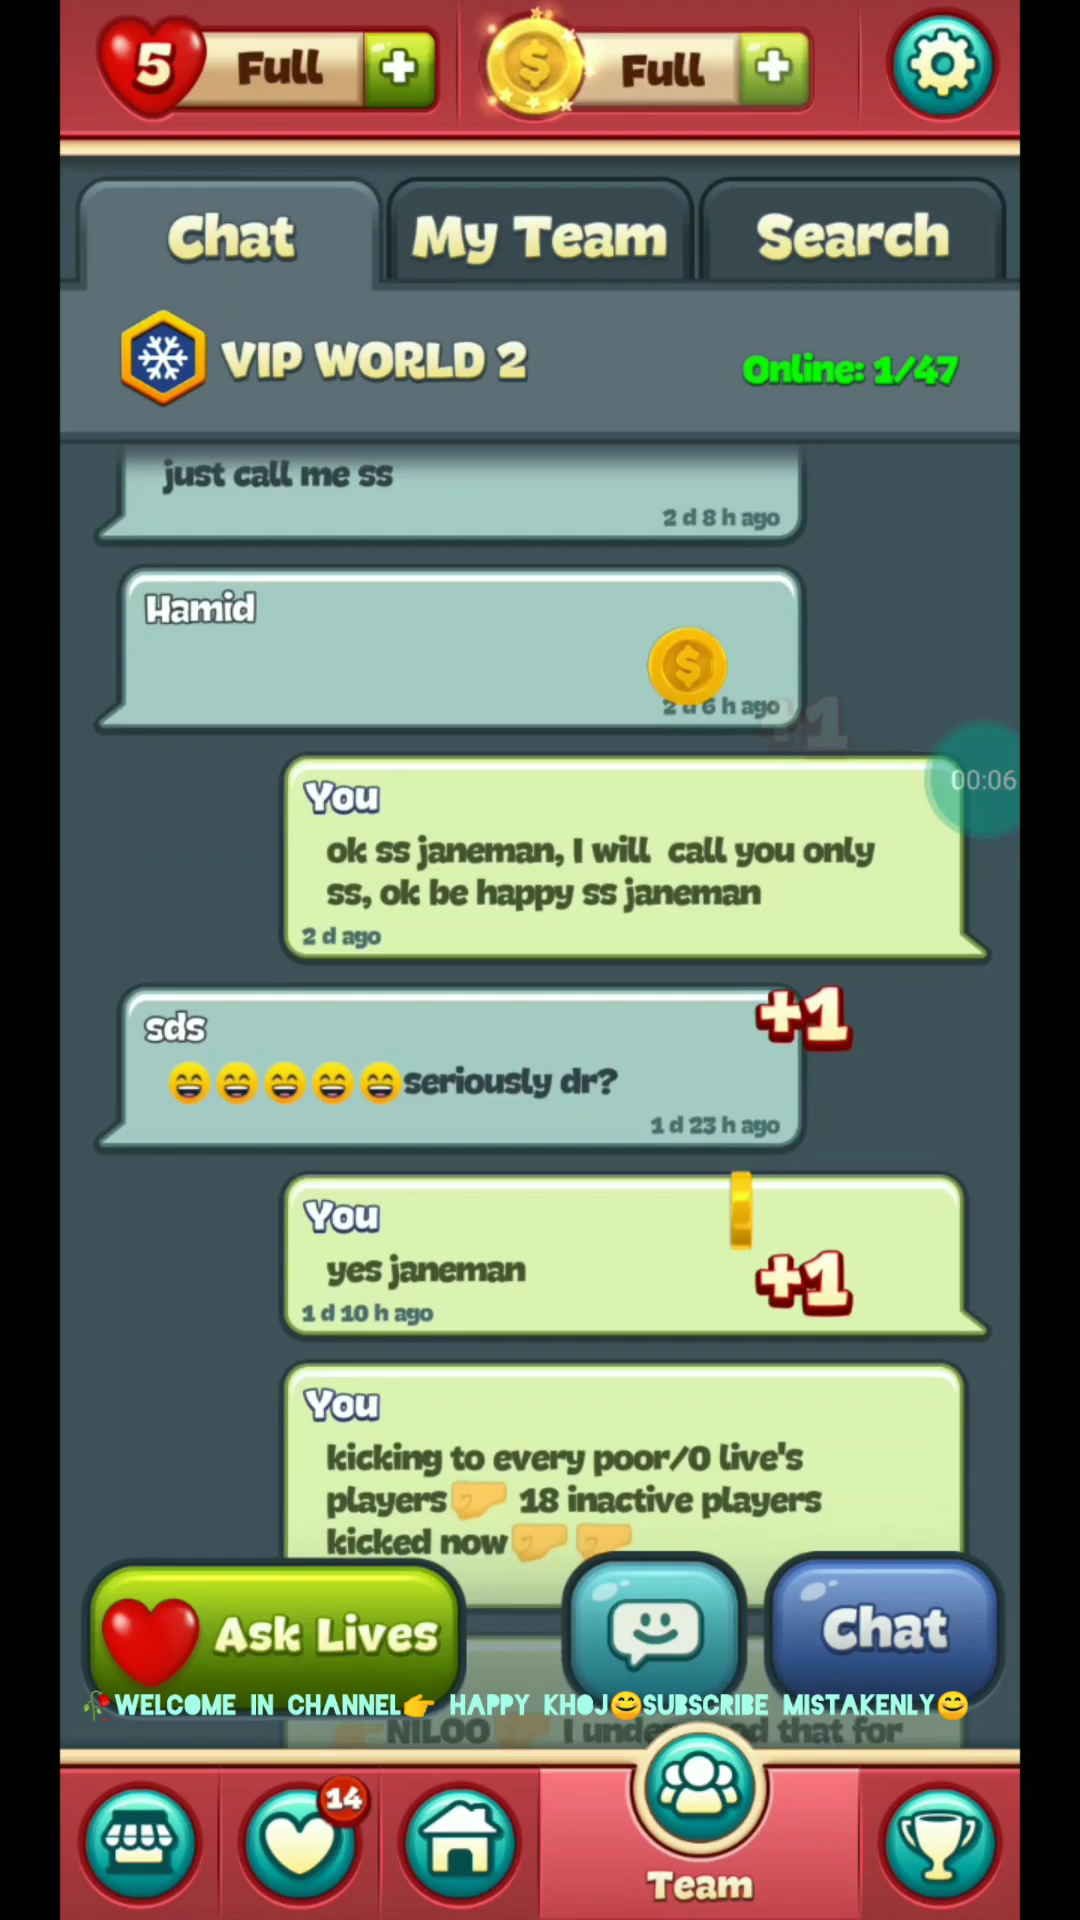 5 Full Full
Chat My Team Search
VIP WORLD 2 Online: 1/47
just call me ss
2 d 8 h ago
Hamid
2 d 6 h ago
+1
00:06
You
ok ss janeman, I will call you only
ss, ok be happy ss janeman
2 d ago
+1
sds
😄😄😄😄😄seriously dr?
1 d 23 h ago
You
yes janeman
+1
1 d 10 h ago
You
kicking to every poor/0 live's
players🤛 18 inactive players
kicked now🤛🤛
Ask Lives Chat
🥀WELCOME IN CHANNEL👉 HAPPY KHOJ😊SUBSCRIBE MISTAKENLY😊
NILOO I that for
14
Team